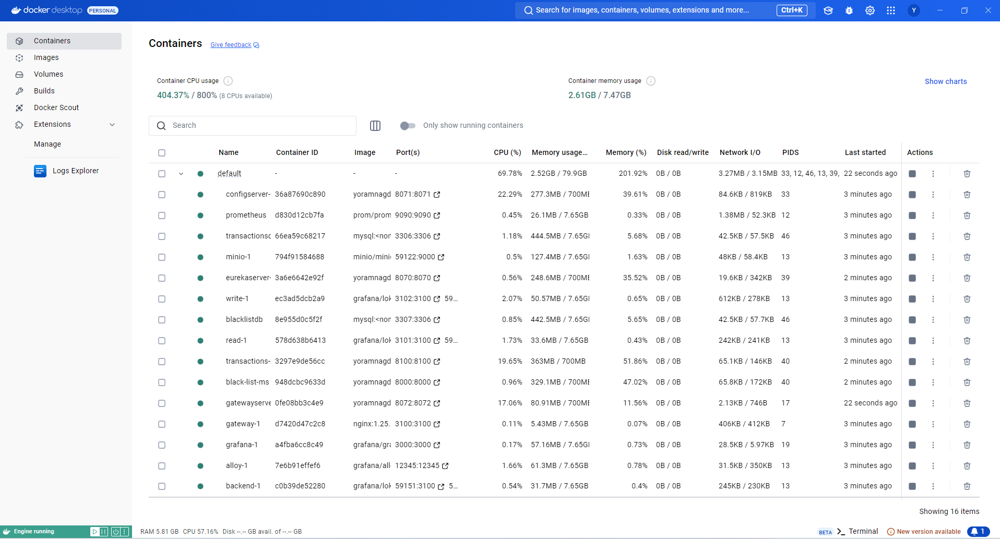 docker desktop PERSONAL
Search for images, containers, volumes, extensions and more... Ctrl+K
Y
Containers
Images
Volumes
Builds
Docker Scout
Extensions
Manage
Logs Explorer
Containers Give feedback
Container CPU usage
404.37% / 800% (8 CPUs available)
Container memory usage
2.61GB / 7.47GB
Show charts
Search
Only show running containers
Name Container ID Image Port(s) CPU (%) Memory usage... Memory (%) Disk read/write Network I/O PIDS Last started Actions
default - - - 69.78% 2.52GB / 79.9GB 201.92% 0B / 0B 3.27MB / 3.15MB 33, 12, 46, 13, 39, 22 seconds ago
configserver- 36a87690c890 yoramnagd 8071:8071 22.29% 277.3MB / 700ME 39.61% 0B / 0B 84.6KB / 819KB 33 3 minutes ago
prometheus d830d12cb7fa prom/prom 9090:9090 0.45% 26.1MB / 7.65GB 0.33% 0B / 0B 1.38MB / 52.3KB 12 3 minutes ago
transactionsc 66ea59c68217 mysql:<non 3306:3306 1.18% 444.5MB / 7.65GI 5.68% 0B / 0B 42.5KB / 57.5KB 46 3 minutes ago
minio-1 794f91584688 minio/mini 59122:9000 0.5% 127.4MB / 7.65GI 1.63% 0B / 0B 48KB / 58.4KB 13 3 minutes ago
eurekaserver- 3a6e6642e92f yoramnagd 8070:8070 0.56% 248.6MB / 700ME 35.52% 0B / 0B 19.6KB / 342KB 39 2 minutes ago
write-1 ec3ad5dcb2a9 grafana/lok 3102:3100 59... 2.07% 50.57MB / 7.65GI 0.65% 0B / 0B 612KB / 278KB 13 3 minutes ago
blacklistdb 8e955d0c5f2f mysql:<non 3307:3306 0.85% 442.5MB / 7.65GI 5.65% 0B / 0B 42.5KB / 57.7KB 46 3 minutes ago
read-1 578d638b6413 grafana/lok 3101:3100 59... 1.73% 33.6MB / 7.65GB 0.43% 0B / 0B 242KB / 241KB 13 3 minutes ago
transactions- 3297e9de56cc yoramnagd 8100:8100 19.65% 363MB / 700MB 51.86% 0B / 0B 65.1KB / 146KB 40 2 minutes ago
black-list-ms 948dcbc9633d yoramnagd 8000:8000 0.96% 329.1MB / 700ME 47.02% 0B / 0B 65.8KB / 172KB 40 2 minutes ago
gatewayserve 0fe08bb3c4e9 yoramnagd 8072:8072 17.06% 80.91MB / 700ME 11.56% 0B / 0B 2.13KB / 746B 17 22 seconds ago
gateway-1 d7420d47c2c8 nginx:1.25. 3100:3100 0.11% 5.43MB / 7.65GB 0.07% 0B / 0B 406KB / 412KB 7 3 minutes ago
grafana-1 a4fba6cc8c49 grafana/gra 3000:3000 0.17% 57.16MB / 7.65GI 0.73% 0B / 0B 28.5KB / 5.97KB 19 3 minutes ago
alloy-1 7e6b91effef6 grafana/all 12345:12345 1.66% 61.3MB / 7.65GB 0.78% 0B / 0B 31.5KB / 350KB 13 3 minutes ago
backend-1 c0b39de52280 grafana/lok 59151:3100 5... 0.54% 31.7MB / 7.65GB 0.4% 0B / 0B 245KB / 230KB 13 3 minutes ago
Showing 16 items
Engine running
RAM 5.81 GB CPU 57.16% Disk --.-- GB avail. of --.-- GB
BETA Terminal New version available 1